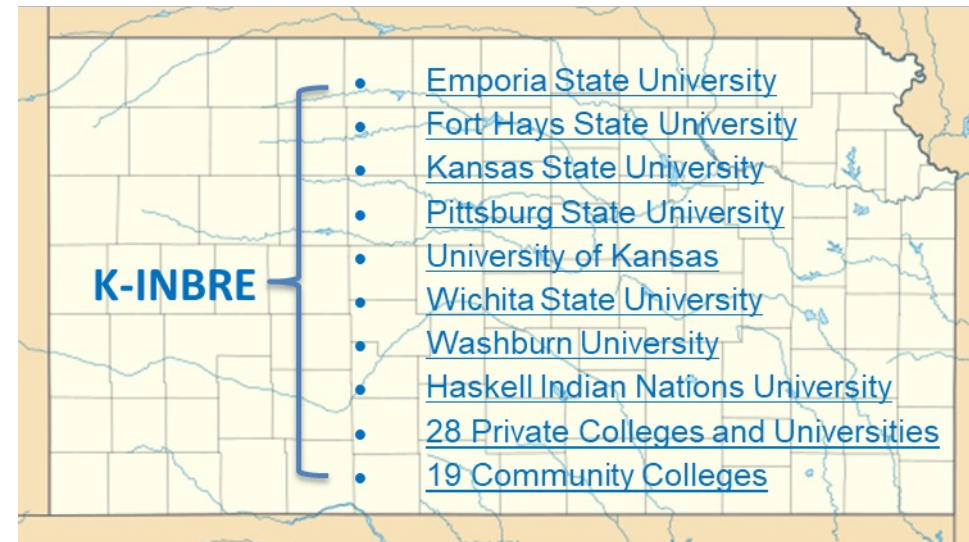 • Emporia State University
• Fort Hays State University
• Kansas State University
• Pittsburg State University
• University of Kansas
K-INBRE
• Wichita State University
• Washburn University
• Haskell Indian Nations University
• 28 Private Colleges and Universities
• 19 Community Colleges